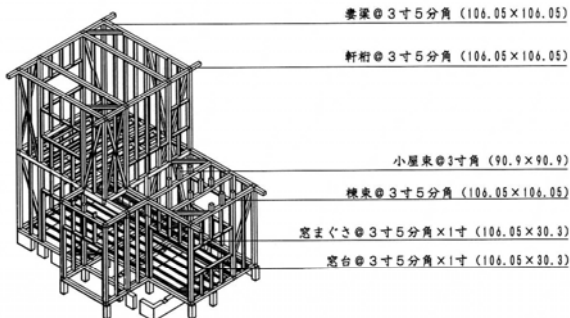 妻梁@3寸5分角 (106.05×106.05)
軒桁@3寸5分角 (106.05×106.05)
小屋束@3寸角 (90.9×90.9)
棟束@3寸5分角 (106.05×106.05)
窓まぐさ@3寸5分角×1寸 (106.05×30.3)
窓台@3寸5分角×1寸 (106.05×30.3)